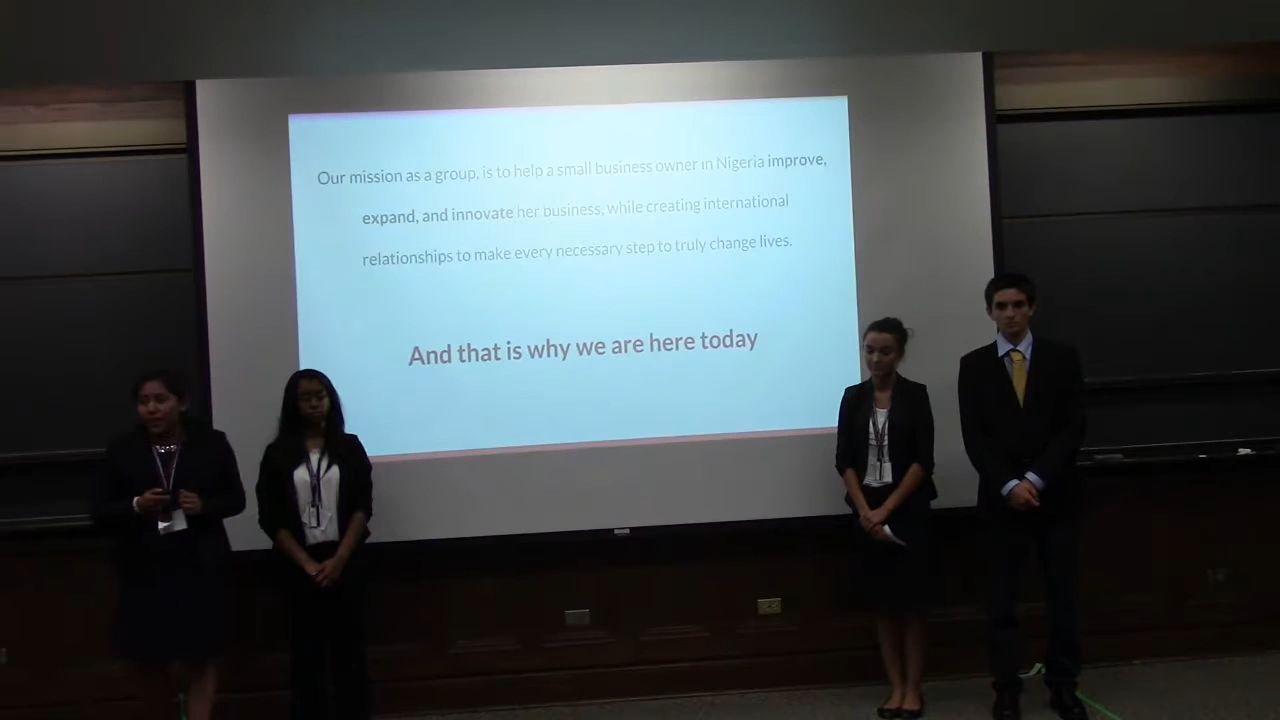 Our mission as a group, is to help a small business owner in Nigeria improve,
expand, and innovate her business, while creating international
relationships to make every necessary step to truly change lives.
And that is why we are here today